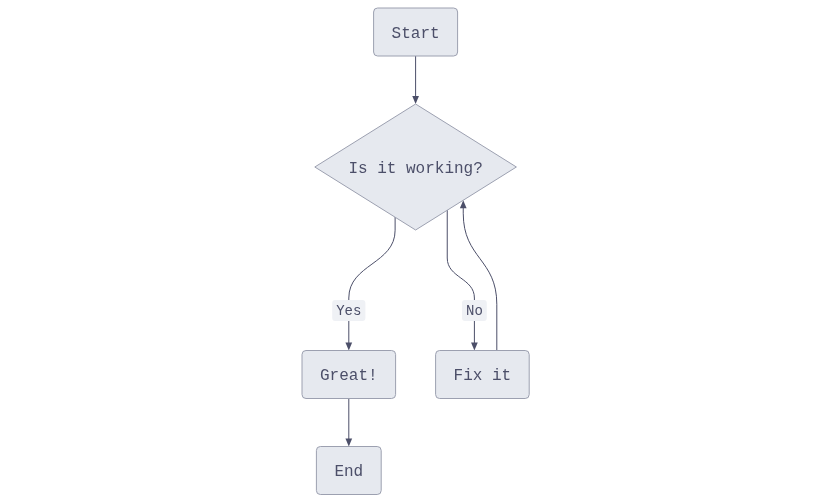 Start
Is it working?
Yes
No
Great!
Fix it
End